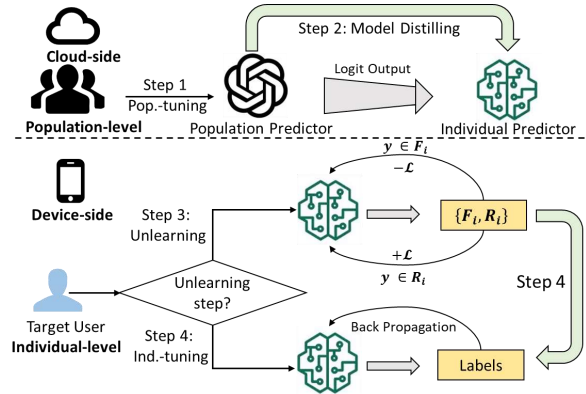 Step 2: Model Distilling
Cloud-side
Step 1
Pop.-tuning
Logit Output
Population-level
Population Predictor
Individual Predictor
y ∈ F_i
−ℒ
Device-side
Step 3:
Unlearning
{F_i, R_i}
+ℒ
y ∈ R_i
Step 4
Unlearning
step?
Target User
Individual-level
Step 4:
Ind.-tuning
Back Propagation
Labels